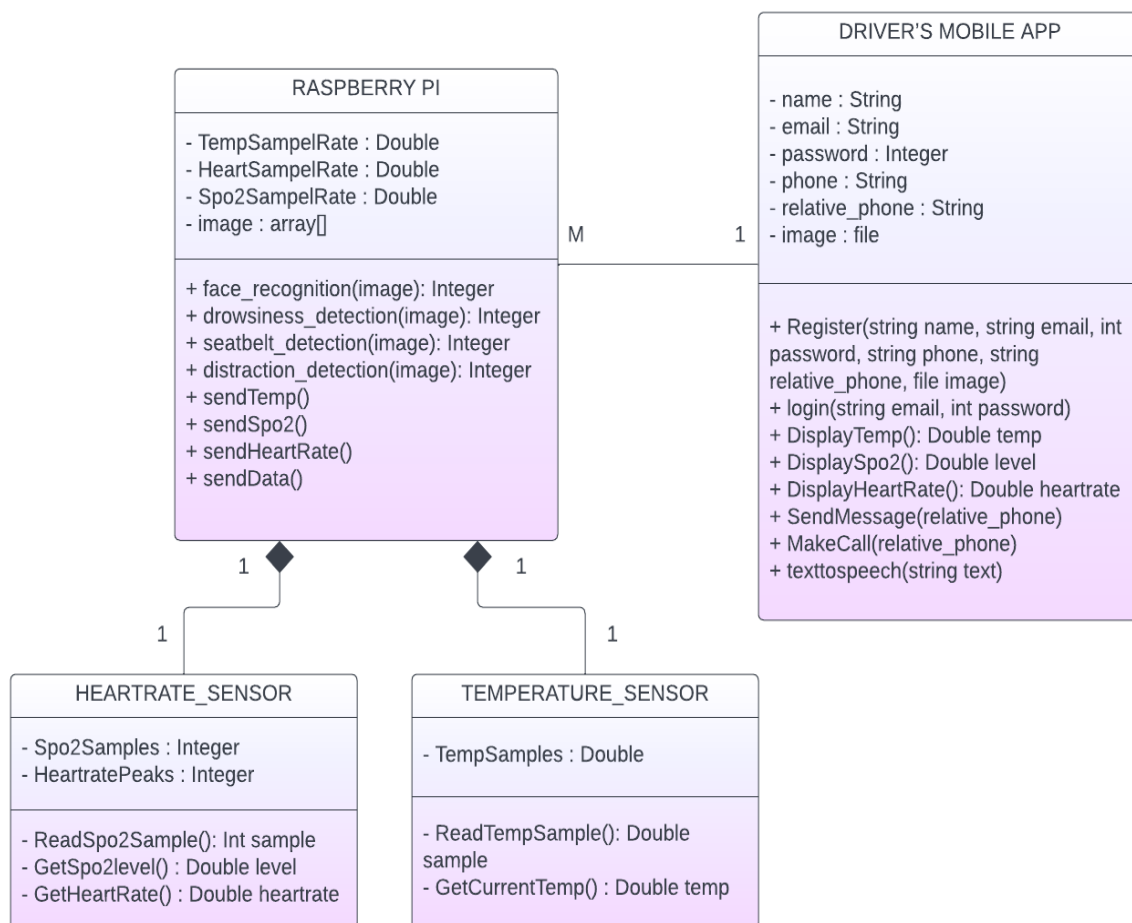 DRIVER'S MOBILE APP
- name : String
- email : String
- password : Integer
- phone : String
- relative_phone : String
- image : file
+ Register(string name, string email, int
password, string phone, string
relative_phone, file image)
+ login(string email, int password)
+ DisplayTemp(): Double temp
+ DisplaySpo2(): Double level
+ DisplayHeartRate(): Double heartrate
+ SendMessage(relative_phone)
+ MakeCall(relative_phone)
+ texttospeech(string text)
RASPBERRY PI
- TempSampelRate : Double
- HeartSampelRate : Double
- Spo2SampelRate : Double
- image : array[]
+ face_recognition(image): Integer
+ drowsiness_detection(image): Integer
+ seatbelt_detection(image): Integer
+ distraction_detection(image): Integer
+ sendTemp()
+ sendSpo2()
+ sendHeartRate()
+ sendData()
M
1
1
1
1
1
HEARTRATE_SENSOR
- Spo2Samples : Integer
- HeartratePeaks : Integer
- ReadSpo2Sample(): Int sample
- GetSpo2level() : Double level
- GetHeartRate() : Double heartrate
TEMPERATURE_SENSOR
- TempSamples : Double
- ReadTempSample(): Double
sample
- GetCurrentTemp() : Double temp